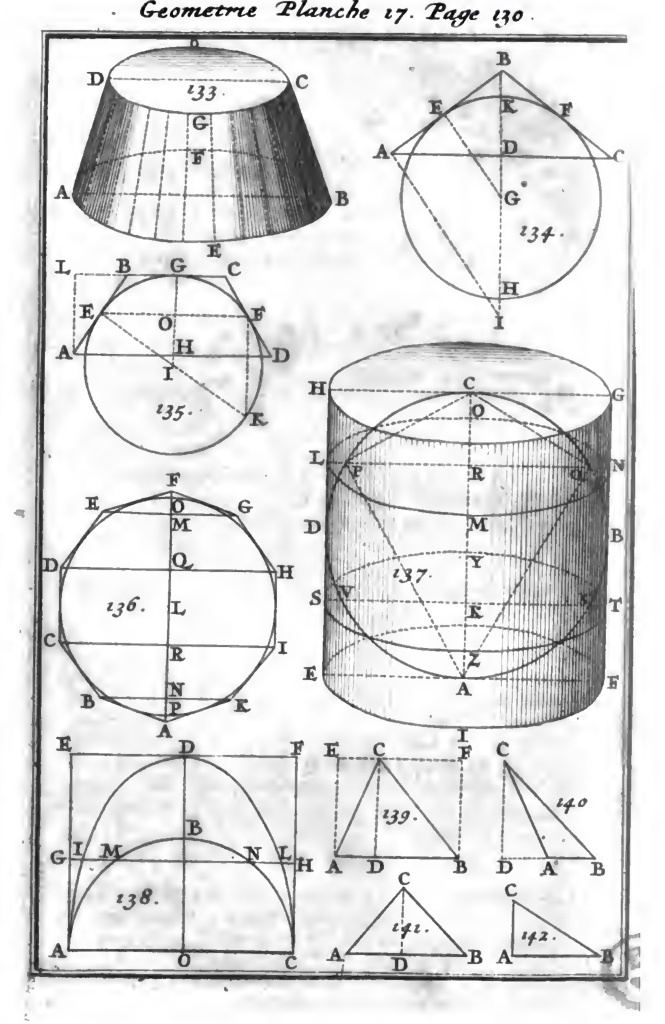 Geometrie Planche 17. Page 130.
O
D C
133.
G
F
A B
E
B
E K F
A D C
G
134.
H
I
L B G C
E O F
A H D
I
135.
K
H C G
O
L P R Q N
D M B
Y
137.
S V K X T
Z
E A F
I
F
E O G
M
D Q H
136. L
C R I
N
B P K
A
E D F
B
G I M N L H
138.
A O C
E C F
139.
A D B
C
140
D A B
C
141.
A D B
C
142.
A B